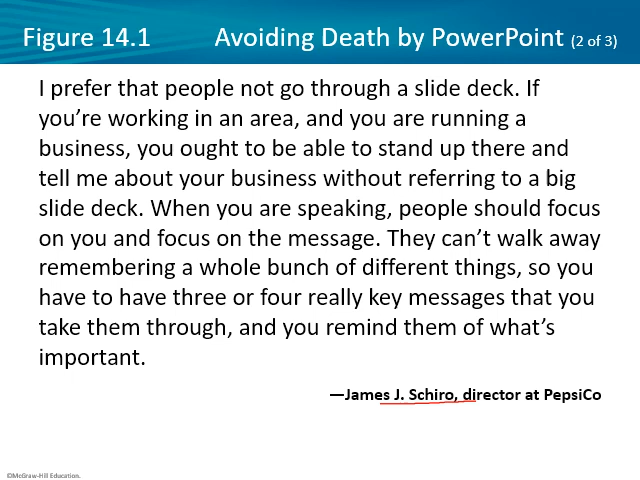 Figure 14.1 Avoiding Death by PowerPoint (2 of 3)
I prefer that people not go through a slide deck. If
you’re working in an area, and you are running a
business, you ought to be able to stand up there and
tell me about your business without referring to a big
slide deck. When you are speaking, people should focus
on you and focus on the message. They can’t walk away
remembering a whole bunch of different things, so you
have to have three or four really key messages that you
take them through, and you remind them of what’s
important.
—James J. Schiro, director at PepsiCo
©McGraw-Hill Education.